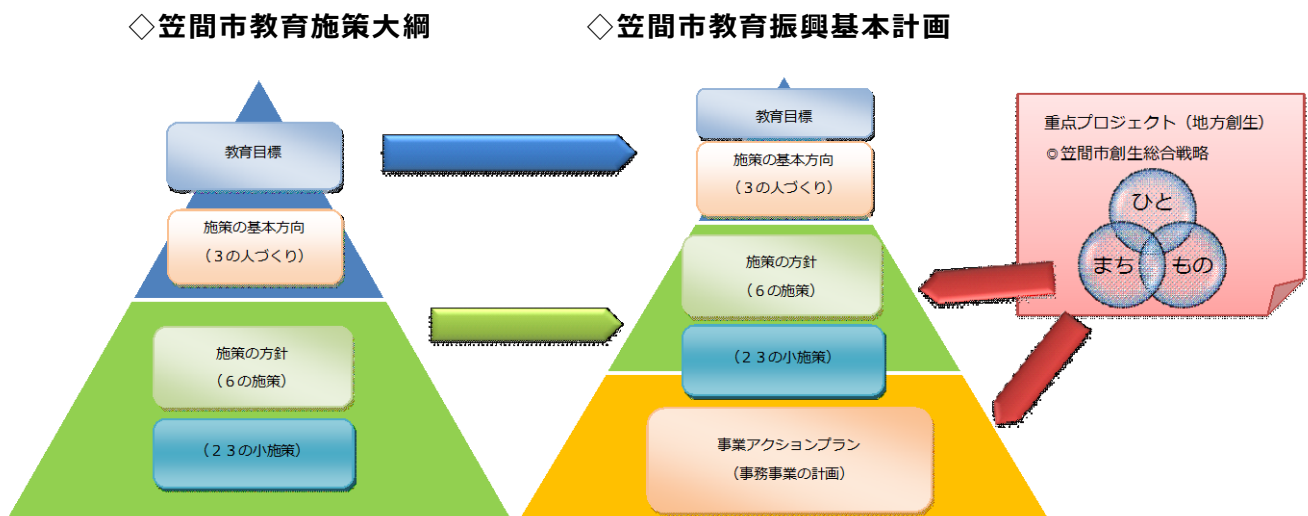 ◇笠間市教育施策大綱
教育目標
施策の基本方向
(3の人づくり)
施策の方針
(6の施策)
(23の小施策)
◇笠間市教育振興基本計画
教育目標
施策の基本方向
(3の人づくり)
施策の方針
(6の施策)
(23の小施策)
事業アクションプラン
(事務事業の計画)
重点プロジェクト(地方創生)
◎笠間市創生総合戦略
ひと
まち
もの